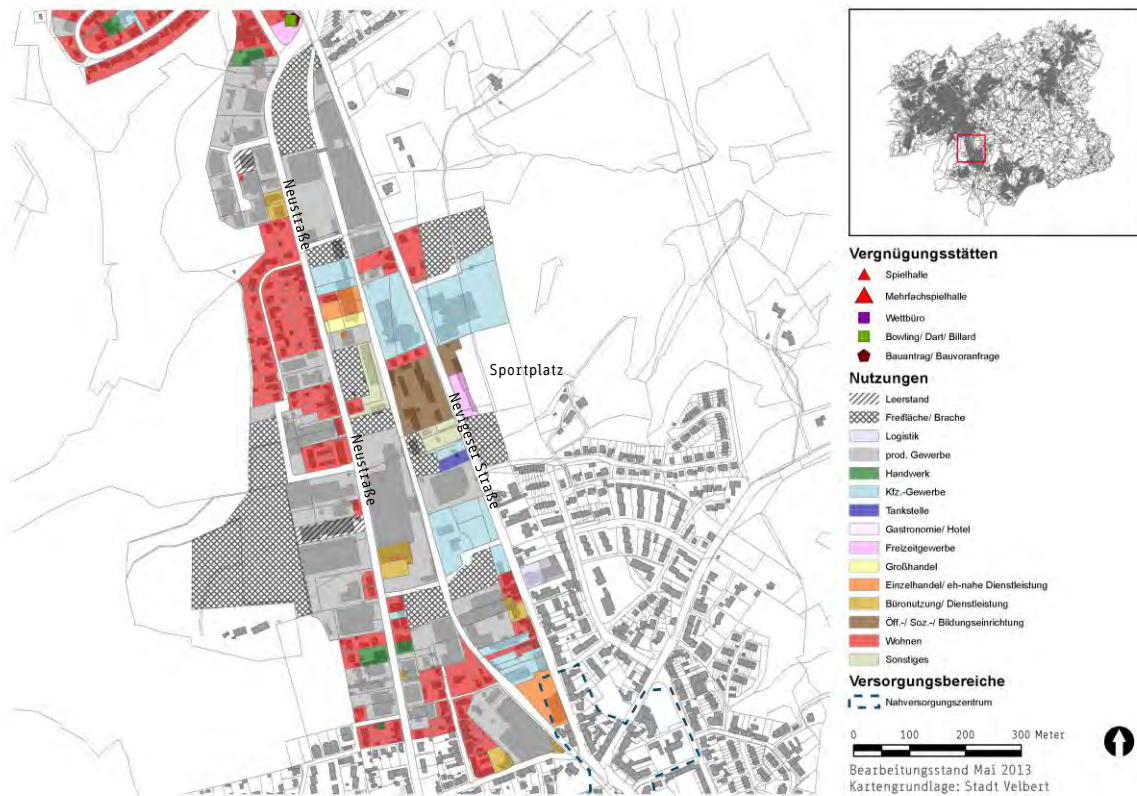 Neustraße
Neustraße
Nevigeser Straße
Sportplatz
Vergnügungsstätten
Spielhalle
Mehrfachspielhalle
Wettbüro
Bowling/ Dart/ Billard
Bauantrag/ Bauvoranfrage
Nutzungen
Leerstand
Freifläche/ Brache
Logistik
prod. Gewerbe
Handwerk
Kfz.-Gewerbe
Tankstelle
Gastronomie/ Hotel
Freizeitgewerbe
Großhandel
Einzelhandel/ eh-nahe Dienstleistung
Büronutzung/ Dienstleistung
Öff.-/ Soz.-/ Bildungseinrichtung
Wohnen
Sonstiges
Versorgungsbereiche
Nahversorgungszentrum
0 100 200 300 Meter
Bearbeitungsstand Mai 2013
Kartengrundlage: Stadt Velbert